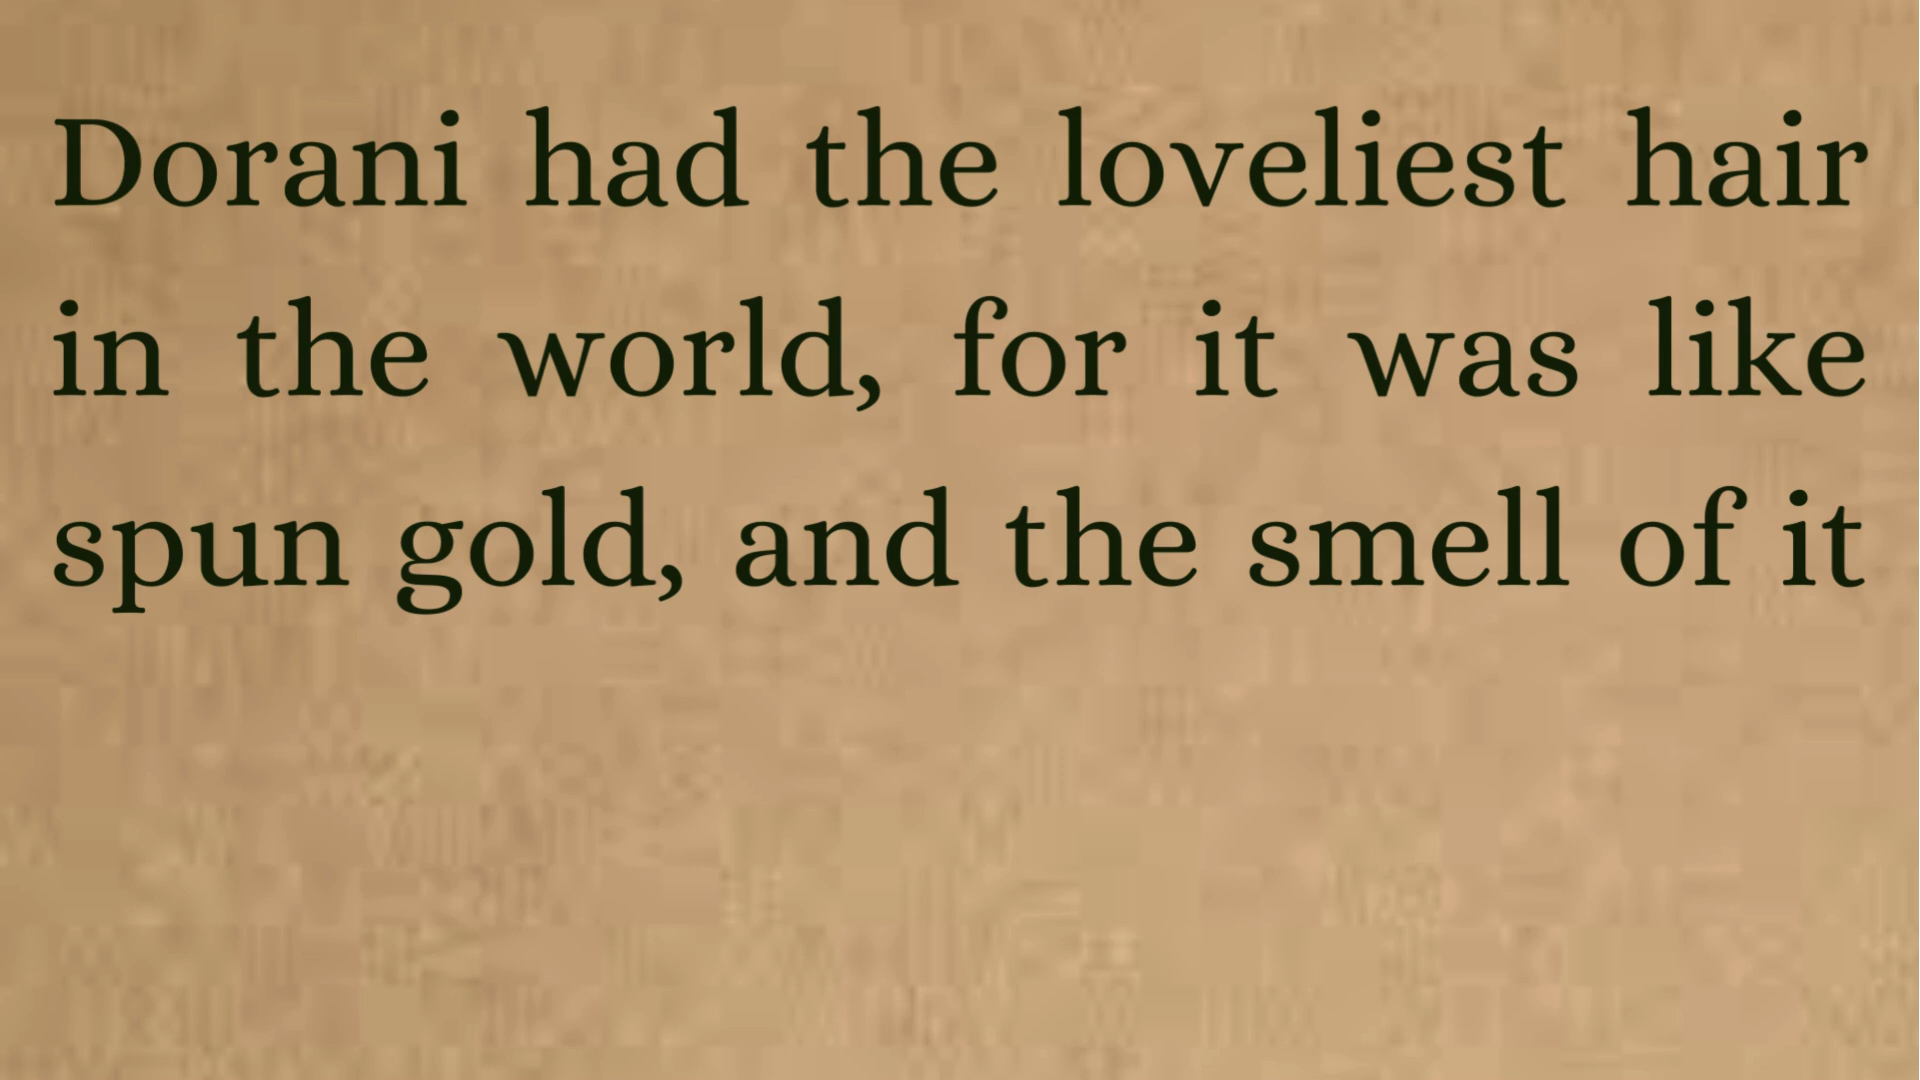 Dorani had the loveliest hair
in the world, for it was like
spun gold, and the smell of it